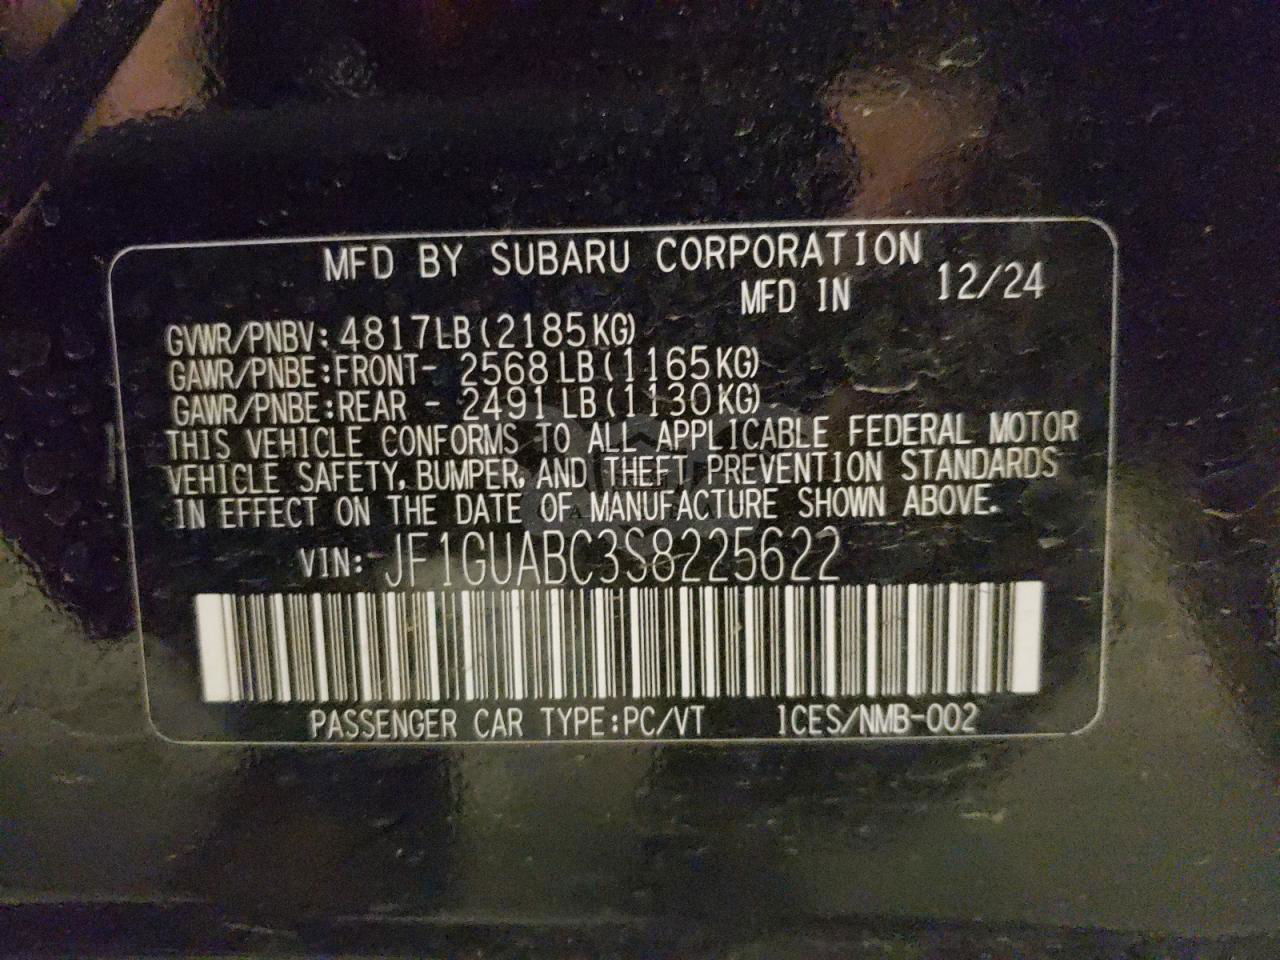 MFD BY SUBARU CORPORATION
MFD IN 12/24
GVWR/PNBV: 4817LB(2185KG)
GAWR/PNBE:FRONT- 2568LB(1165KG)
GAWR/PNBE:REAR - 2491LB(1130KG)
THIS VEHICLE CONFORMS TO ALL APPLICABLE FEDERAL MOTOR
VEHICLE SAFETY, BUMPER, AND THEFT PREVENTION STANDARDS
IN EFFECT ON THE DATE OF MANUFACTURE SHOWN ABOVE.
VIN: JF1GUABC3S8225622
PASSENGER CAR TYPE:PC/VT 1CES/NMB-002